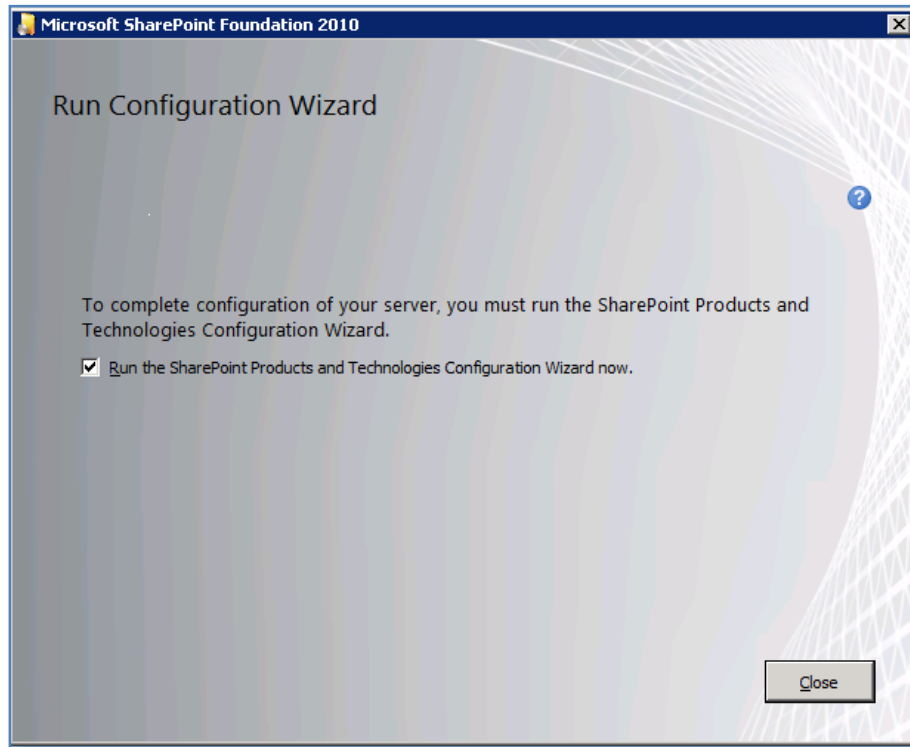 Microsoft SharePoint Foundation 2010
Run Configuration Wizard
?
To complete configuration of your server, you must run the SharePoint Products and
Technologies Configuration Wizard.
Run the SharePoint Products and Technologies Configuration Wizard now.
Close